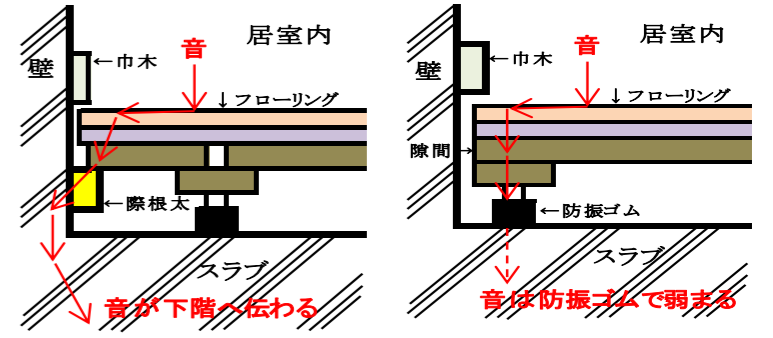 居室内
音
壁
←巾木
↓フローリング
←際根太
スラブ
音が下階へ伝わる
居室内
音
壁
←巾木
↓フローリング
隙間→
←防振ゴム
スラブ
音は防振ゴムで弱まる